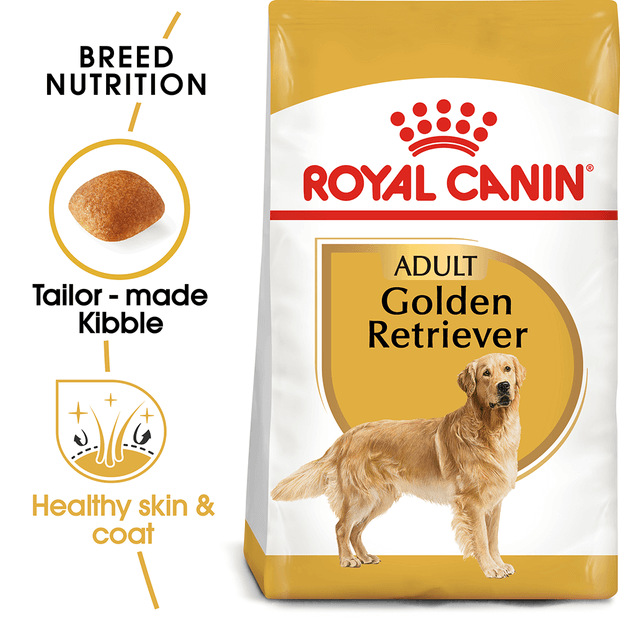 BREED
NUTRITION
Tailor - made
Kibble
Healthy skin &
coat
ROYAL CANIN®
ADULT
Golden
Retriever